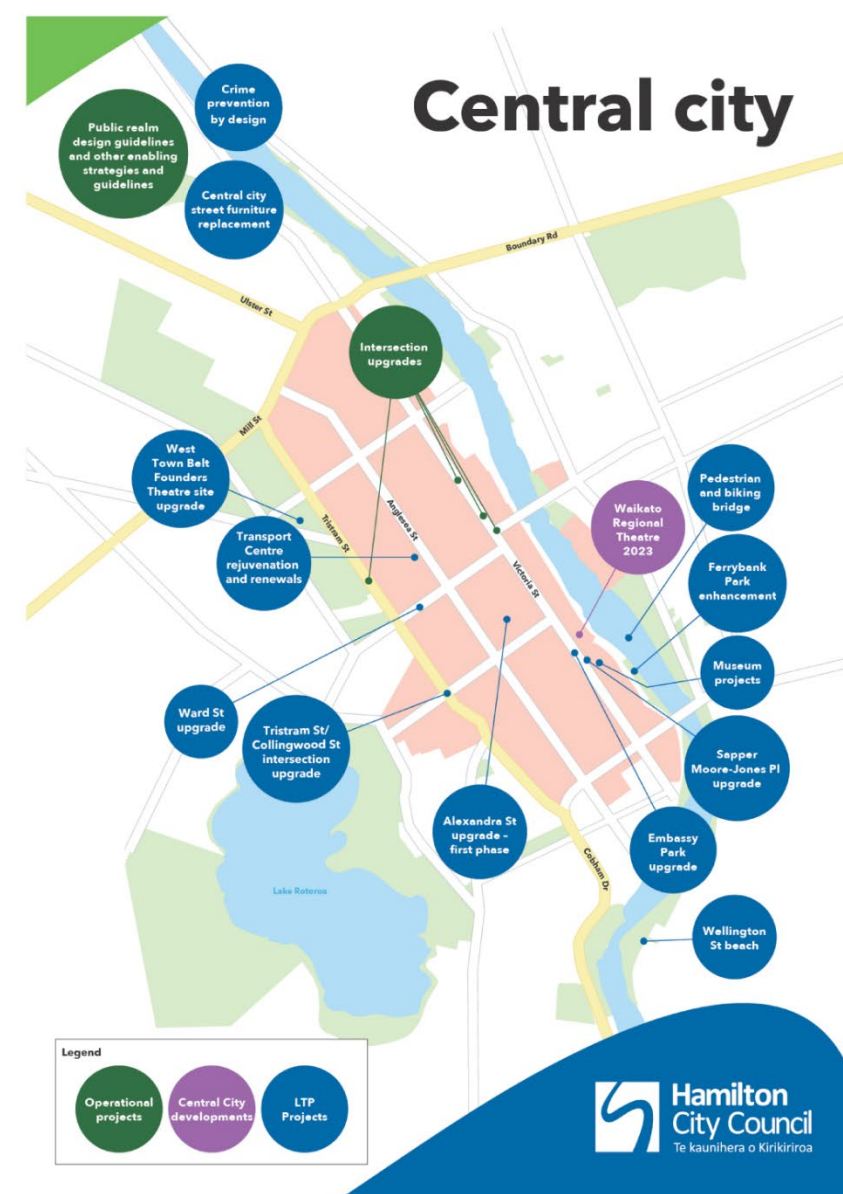 Central city
Crime
prevention
by design
Public realm
design guidelines
and other enabling
strategies and
guidelines
Central city
street furniture
replacement
Boundary Rd
Ulster St
Intersection
upgrades
Mill St
West
Town Belt
Founders
Theatre site
upgrade
Pedestrian
and biking
bridge
Waikato
Regional
Theatre
2023
Anglesea St
Tristram St
Transport
Centre
rejuvenation
and renewals
Victoria St
Ferrybank
Park
enhancement
Museum
projects
Ward St
upgrade
Tristram St/
Collingwood St
intersection
upgrade
Sapper
Moore-Jones Pl
upgrade
Alexandra St
upgrade –
first phase
Embassy
Park
upgrade
Cobham Dr
Lake Rotoroa
Wellington
St beach
Legend
Operational
projects
Central City
developments
LTP
Projects
Hamilton
City Council
Te kaunihera o Kirikiriroa